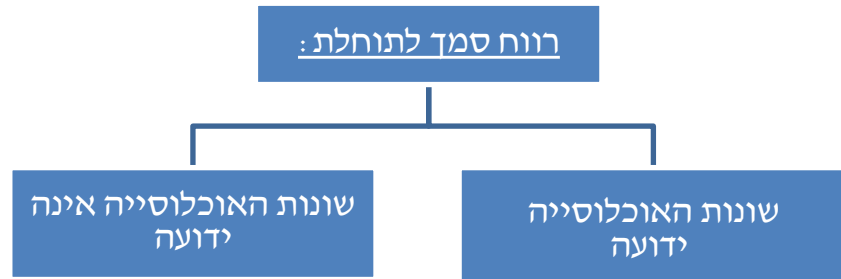 רווח סמך לתוחלת :
שונות האוכלוסייה
ידועה
שונות האוכלוסייה אינה
ידועה